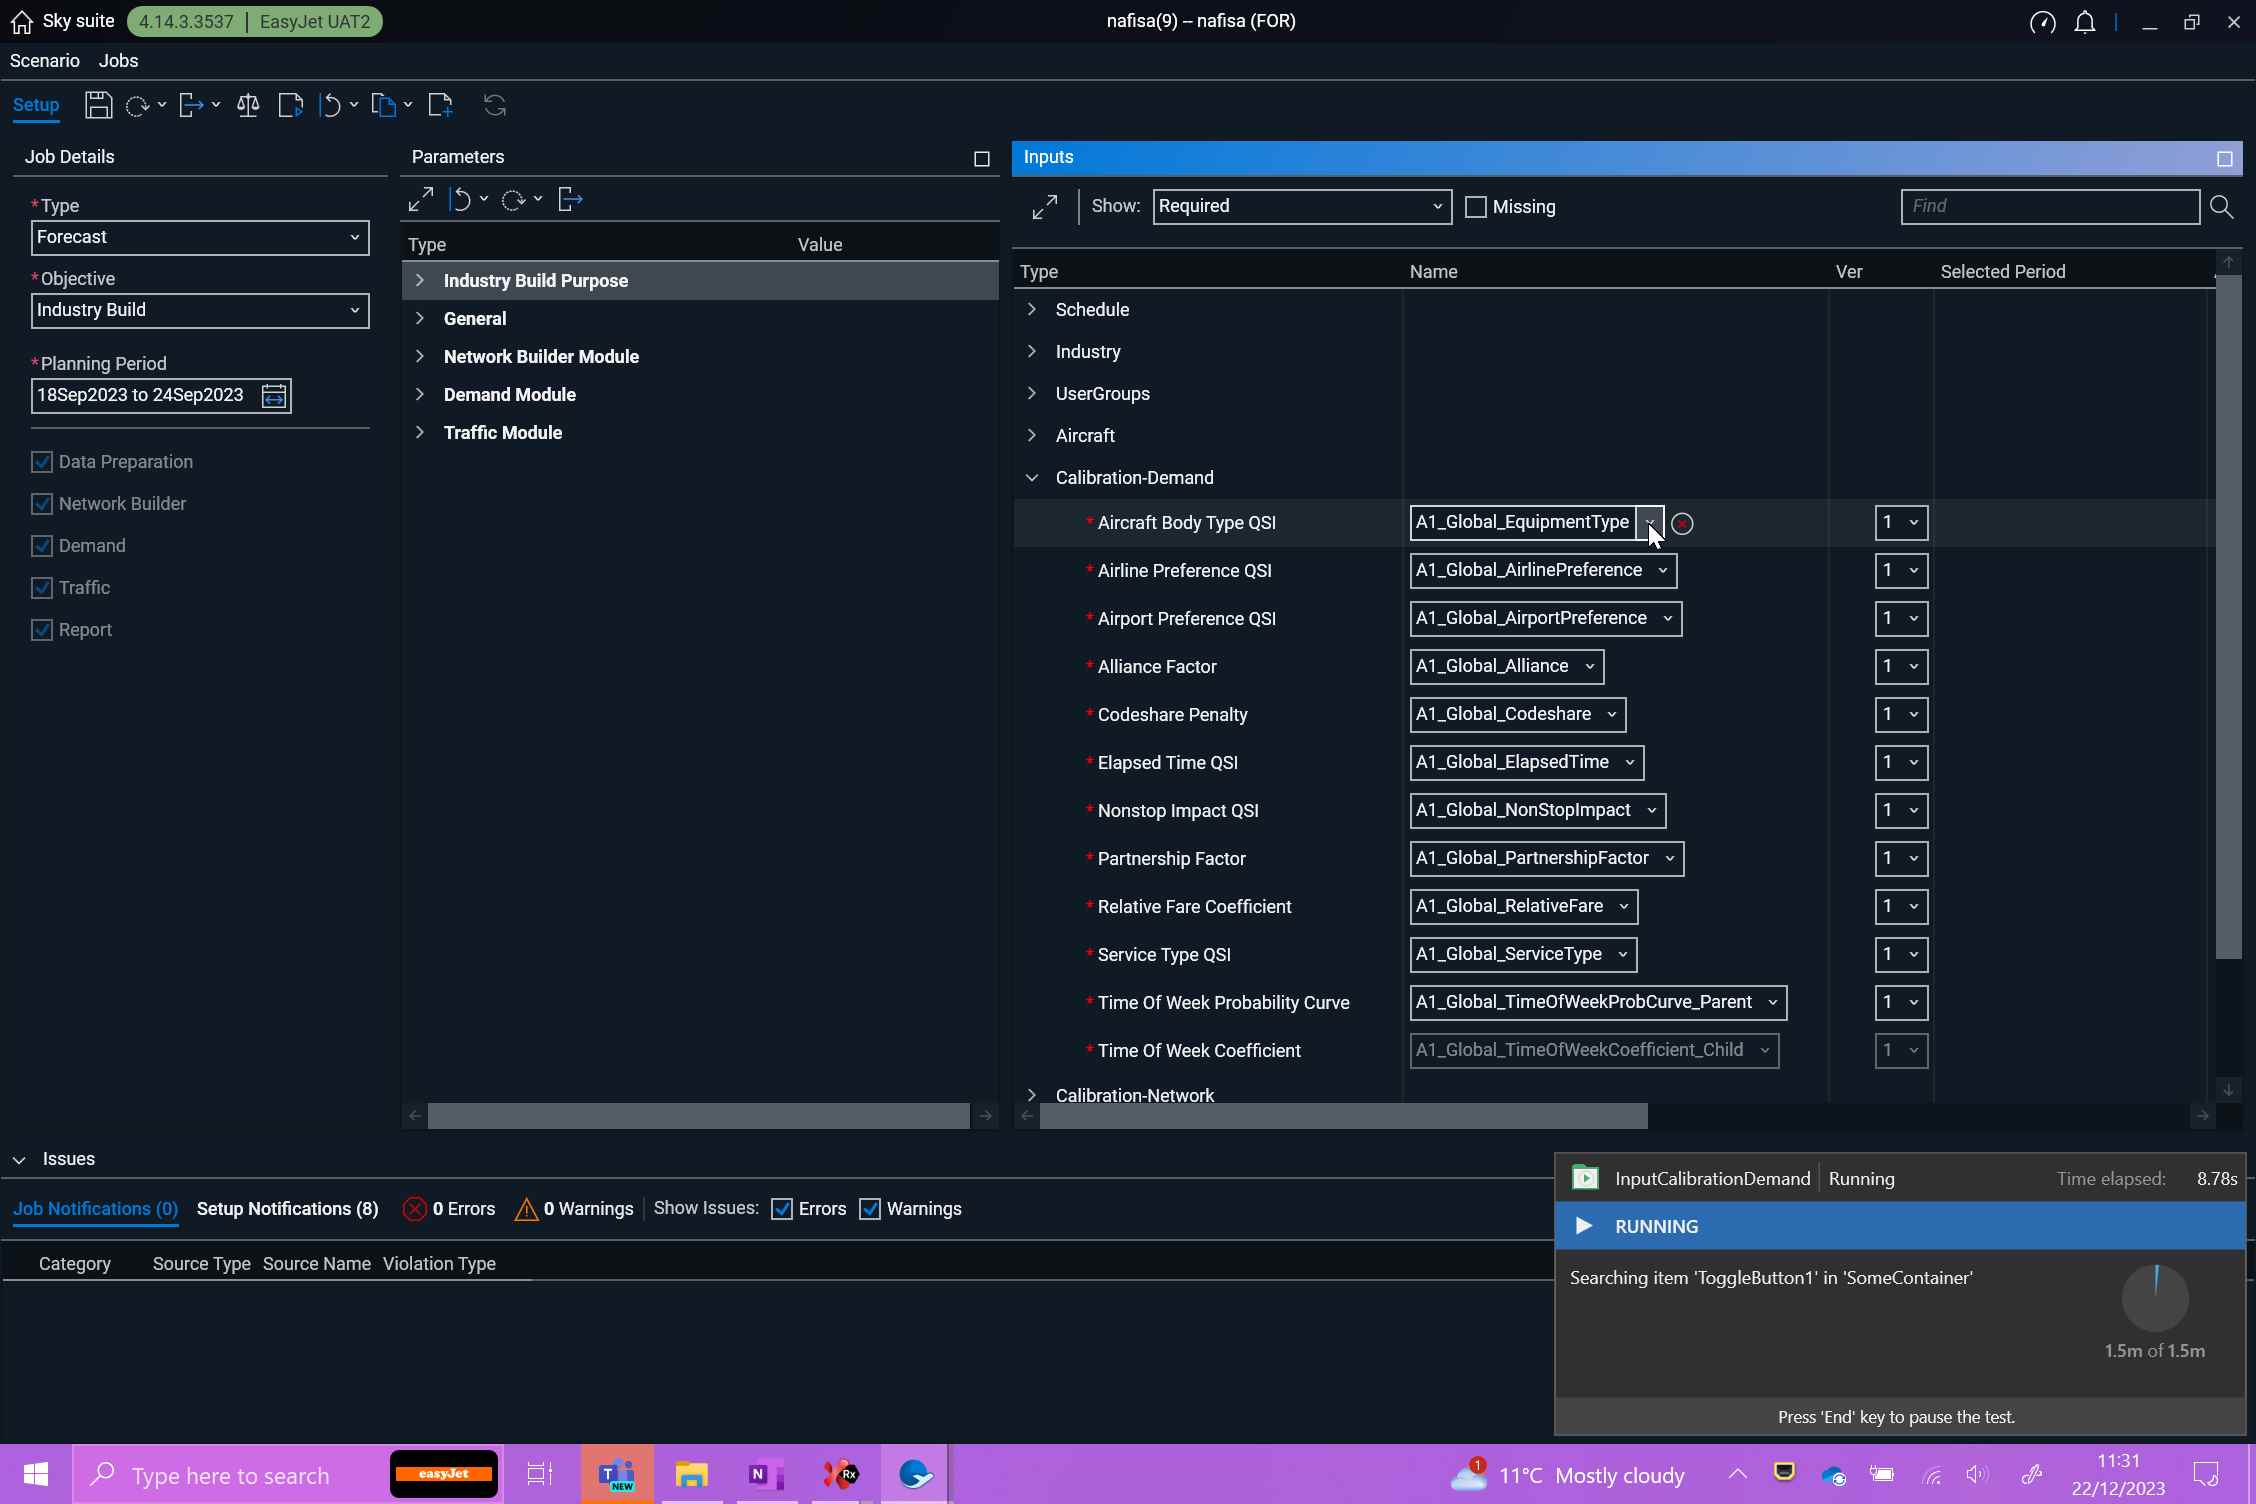 Sky suite 4.14.3.3537 | EasyJet UAT2 nafisa(9) – nafisa (FOR)
Scenario Jobs
Setup
Job Details
*Type
Forecast
*Objective
Industry Build
*Planning Period
18Sep2023 to 24Sep2023
Data Preparation
Network Builder
Demand
Traffic
Report
Parameters
Type Value
Industry Build Purpose
General
Network Builder Module
Demand Module
Traffic Module
Inputs
Show: Required Missing Find
Type Name Ver Selected Period
Schedule
Industry
UserGroups
Aircraft
Calibration-Demand
* Aircraft Body Type QSI A1_Global_EquipmentType 1
* Airline Preference QSI A1_Global_AirlinePreference 1
* Airport Preference QSI A1_Global_AirportPreference 1
* Alliance Factor A1_Global_Alliance 1
* Codeshare Penalty A1_Global_Codeshare 1
* Elapsed Time QSI A1_Global_ElapsedTime 1
* Nonstop Impact QSI A1_Global_NonStopImpact 1
* Partnership Factor A1_Global_PartnershipFactor 1
* Relative Fare Coefficient A1_Global_RelativeFare 1
* Service Type QSI A1_Global_ServiceType 1
* Time Of Week Probability Curve A1_Global_TimeOfWeekProbCurve_Parent 1
* Time Of Week Coefficient A1_Global_TimeOfWeekCoefficient_Child 1
Calibration-Network
Issues
Job Notifications (0) Setup Notifications (8) 0 Errors 0 Warnings Show Issues: Errors Warnings
Category Source Type Source Name Violation Type
InputCalibrationDemand Running Time elapsed: 8.78s
RUNNING
Searching item 'ToggleButton1' in 'SomeContainer'
1.5m of 1.5m
Press 'End' key to pause the test.
Type here to search easyJet T NEW N Rx 1 11°C Mostly cloudy 11:31
22/12/2023